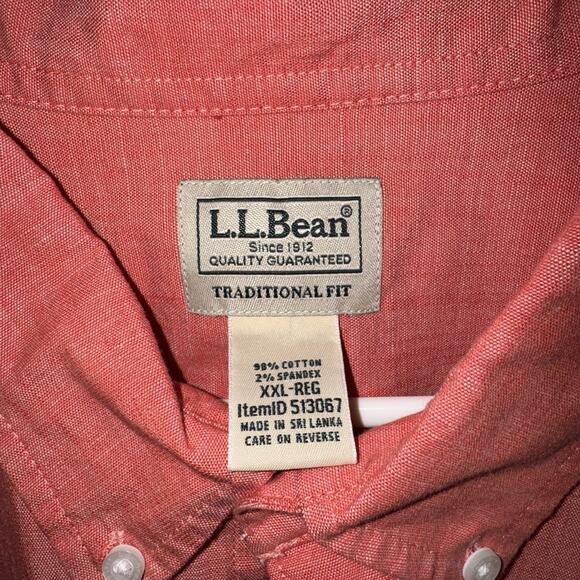 L.L.Bean®
Since 1912
QUALITY GUARANTEED
TRADITIONAL FIT
98% COTTON
2% SPANDEX
XXL-REG
ItemID 513067
MADE IN SRI LANKA
CARE ON REVERSE